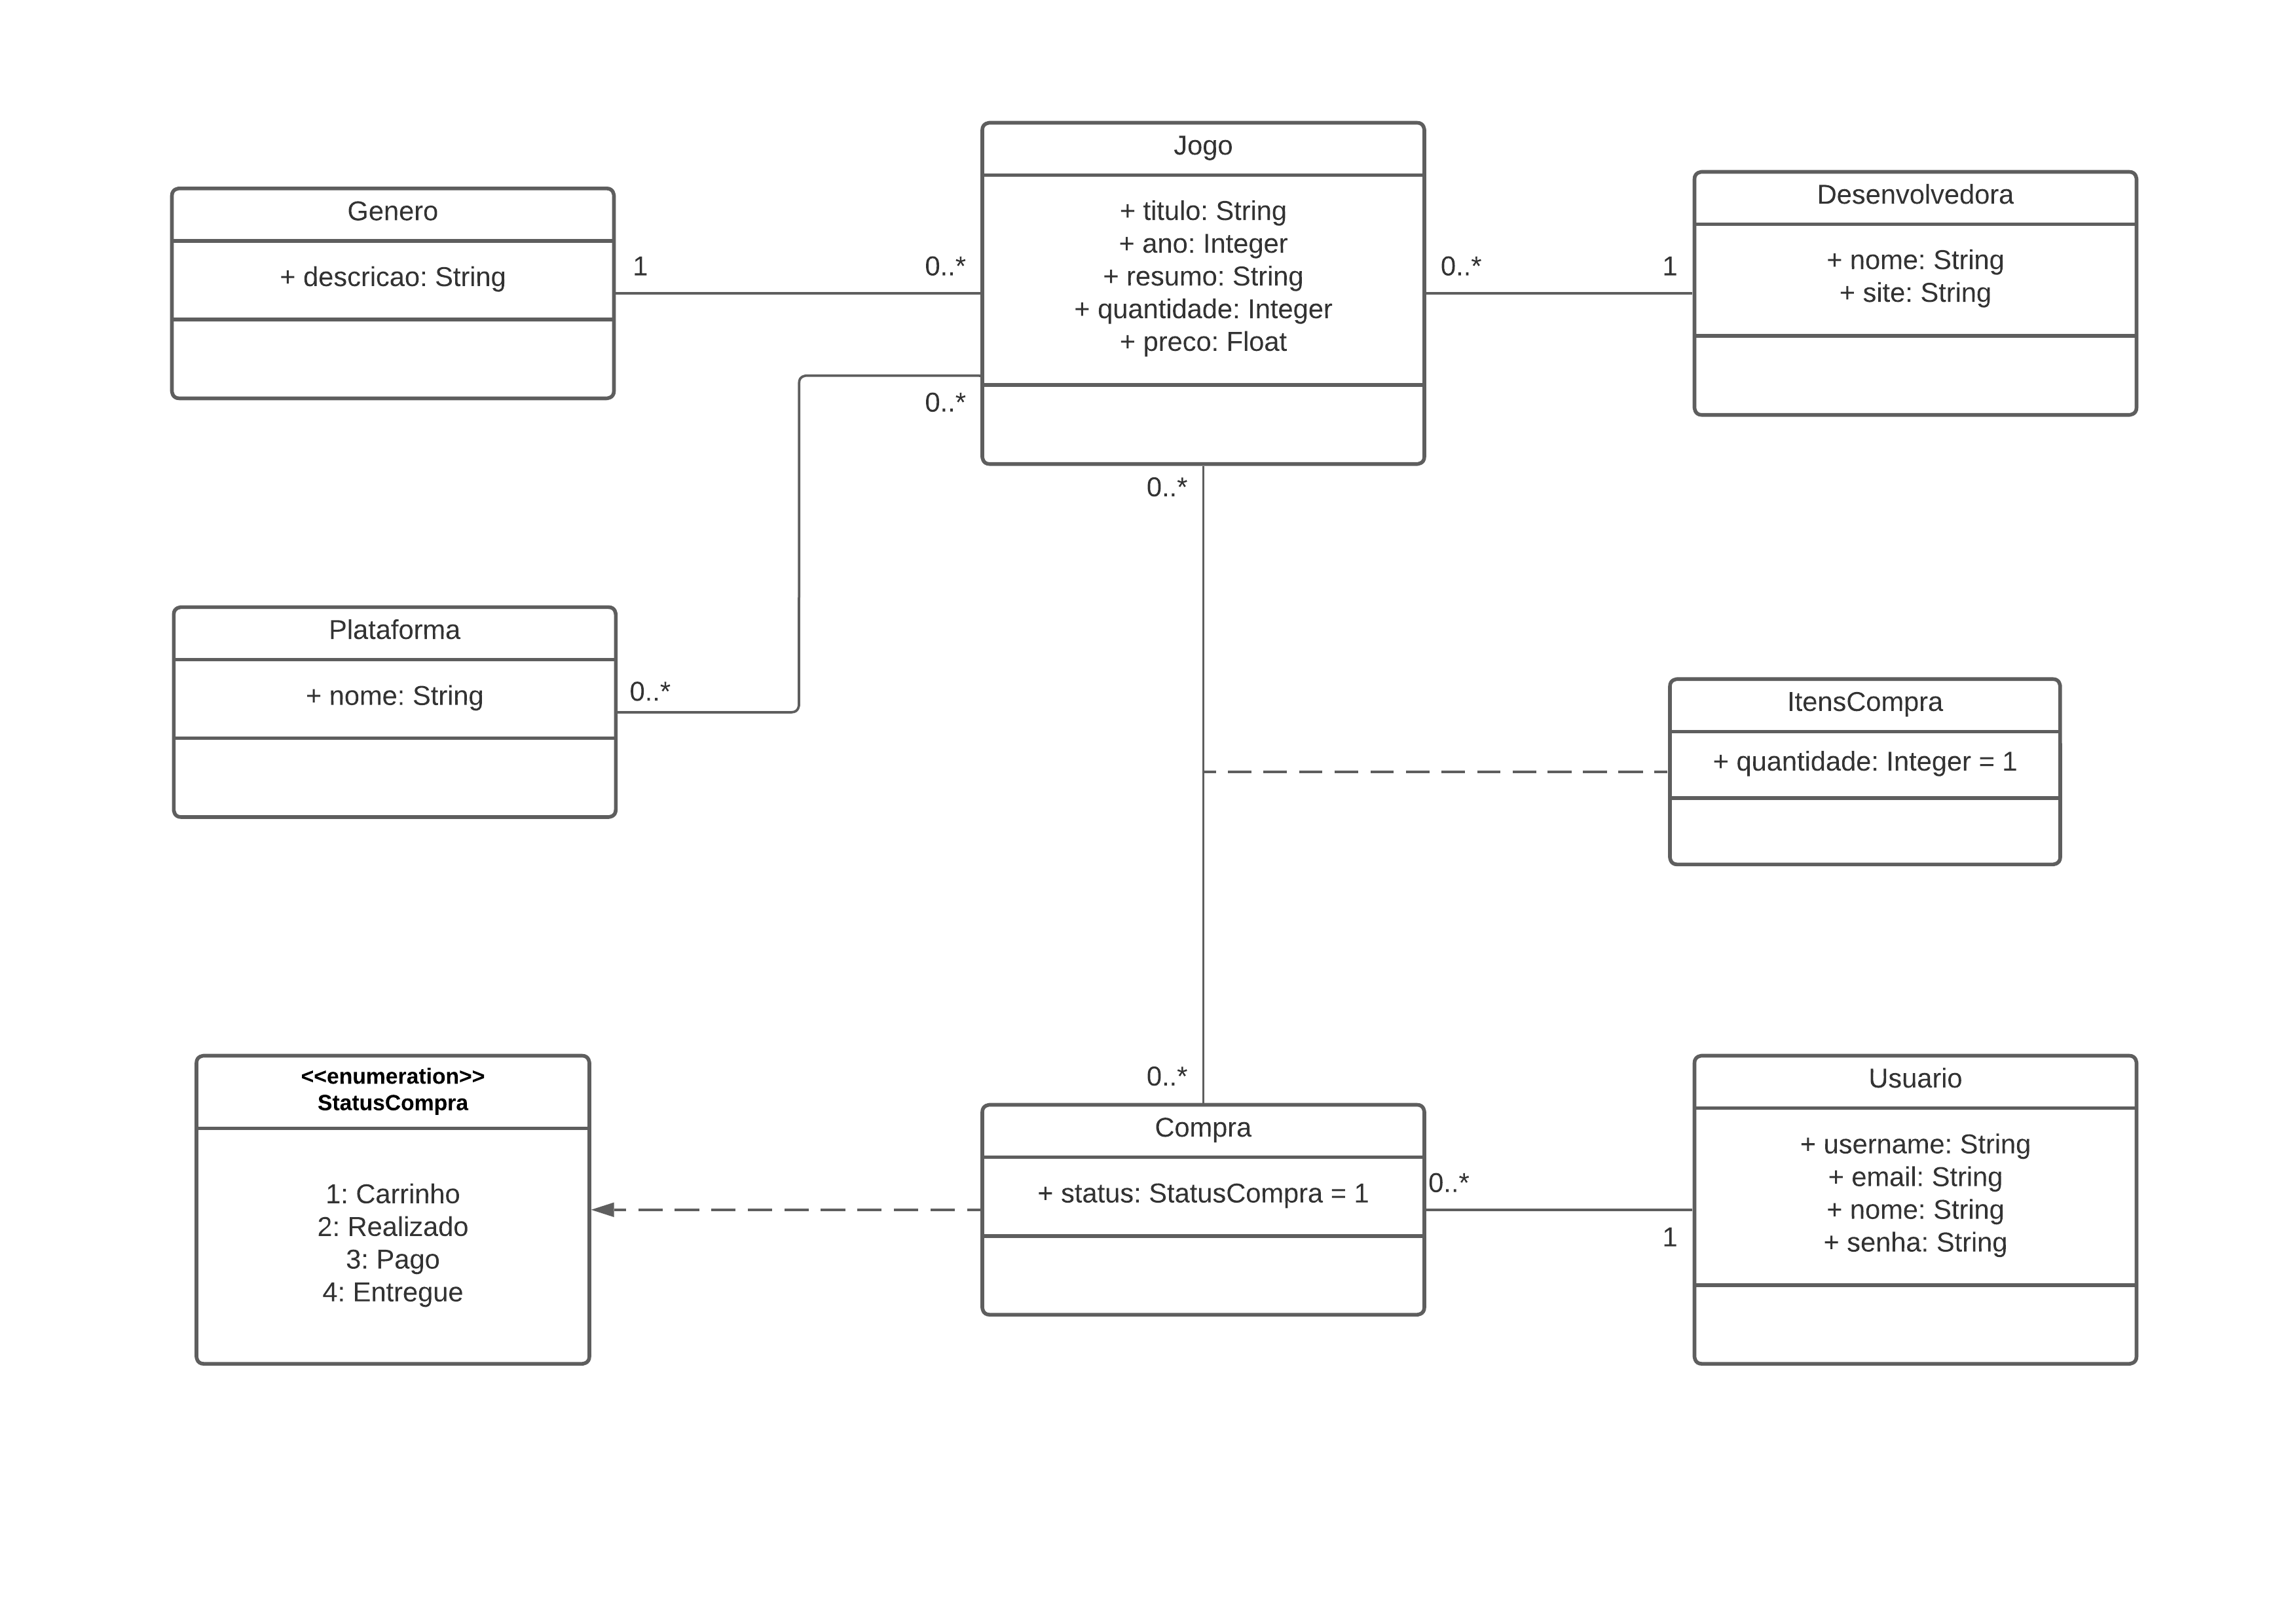 Jogo
+ titulo: String
+ ano: Integer
+ resumo: String
+ quantidade: Integer
+ preco: Float
Genero
+ descricao: String
1
0..*
0..*
1
Desenvolvedora
+ nome: String
+ site: String
0..*
0..*
Plataforma
+ nome: String
0..*
ItensCompra
+ quantidade: Integer = 1
<<enumeration>>
StatusCompra
1: Carrinho
2: Realizado
3: Pago
4: Entregue
0..*
Compra
+ status: StatusCompra = 1
0..*
1
Usuario
+ username: String
+ email: String
+ nome: String
+ senha: String